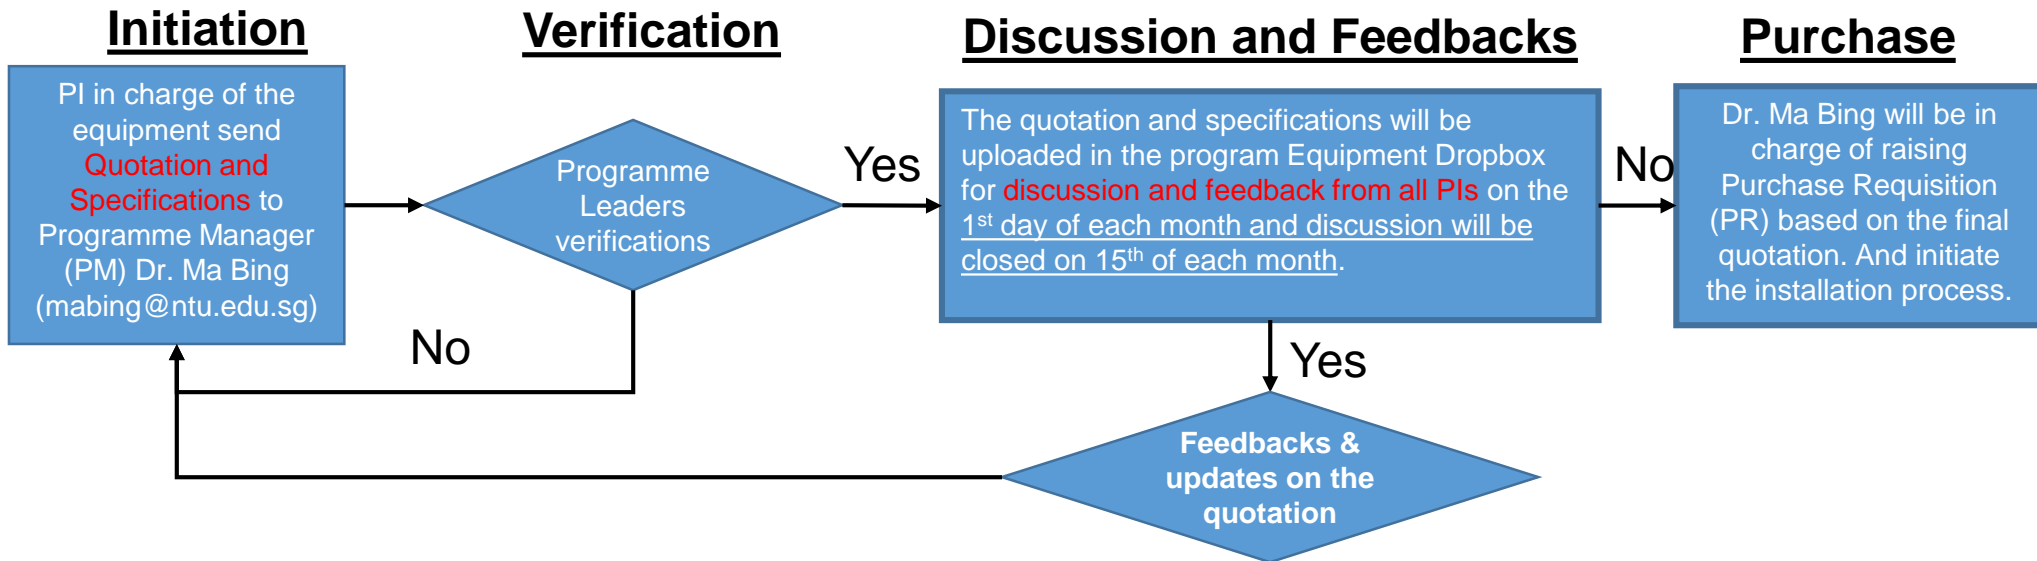 Initiation
Verification
Discussion and Feedbacks
Purchase
PI in charge of the
equipment send
Quotation and
Specifications to
Programme Manager
(PM) Dr. Ma Bing
(mabing@ntu.edu.sg)
Programme
Leaders
verifications
Yes
No
The quotation and specifications will be
uploaded in the program Equipment Dropbox
for discussion and feedback from all PIs on the
1st day of each month and discussion will be
closed on 15th of each month.
No
Yes
Dr. Ma Bing will be in
charge of raising
Purchase Requisition
(PR) based on the final
quotation. And initiate
the installation process.
Feedbacks &
updates on the
quotation